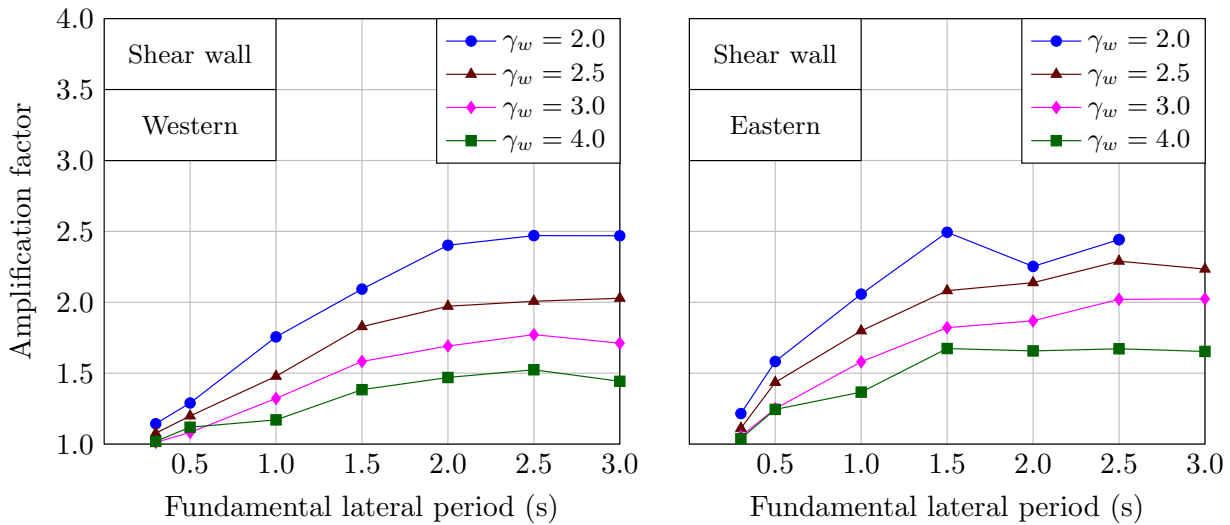 Amplification factor
4.0
3.5
3.0
2.5
2.0
1.5
1.0
Shear wall
Western
γw = 2.0
γw = 2.5
γw = 3.0
γw = 4.0
0.5 1.0 1.5 2.0 2.5 3.0
Fundamental lateral period (s)
Shear wall
Eastern
γw = 2.0
γw = 2.5
γw = 3.0
γw = 4.0
0.5 1.0 1.5 2.0 2.5 3.0
Fundamental lateral period (s)